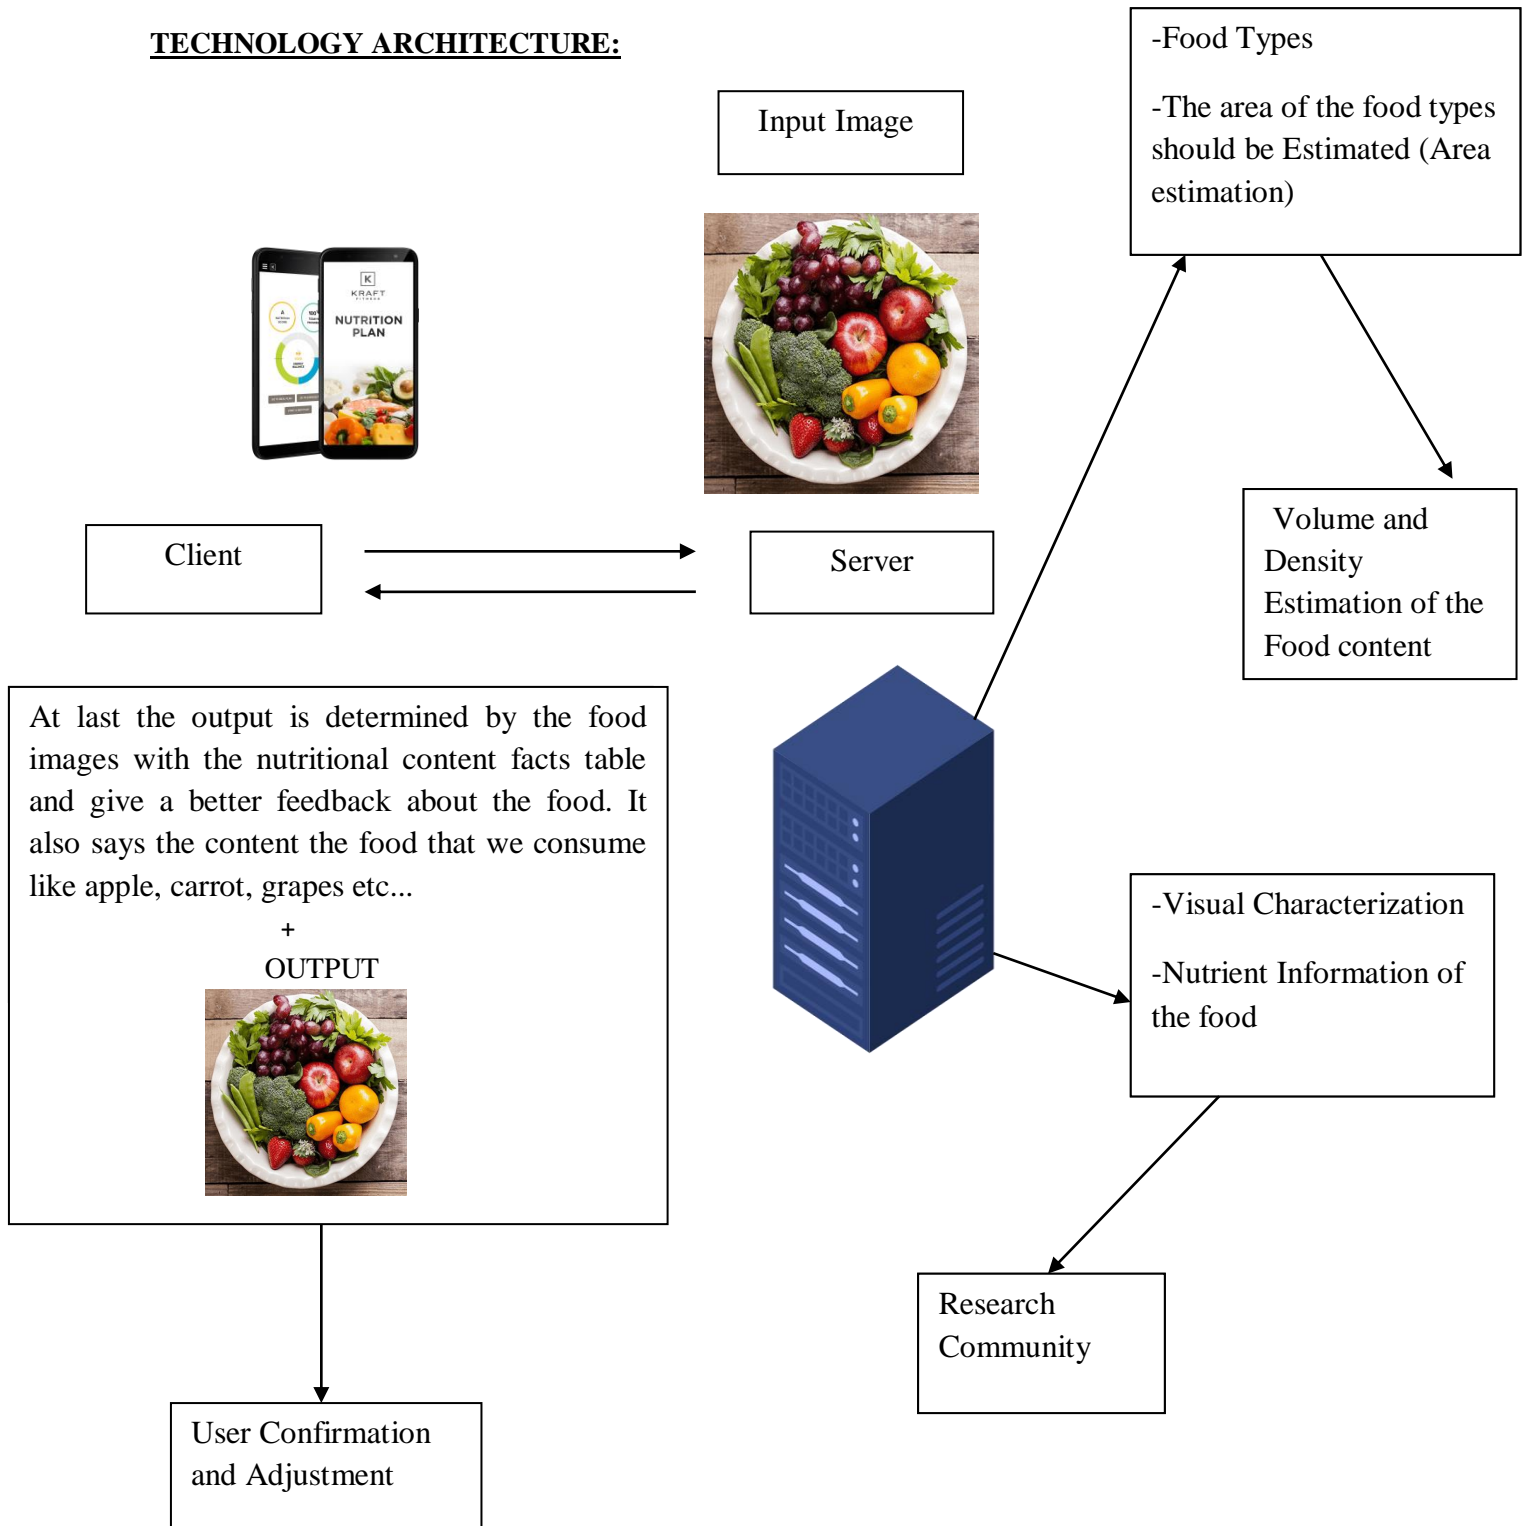 TECHNOLOGY ARCHITECTURE:
Input Image
-Food Types
-The area of the food types
should be Estimated (Area
estimation)
K
KRAFT
FITNESS
NUTRITION
PLAN
Client
Server
Volume and
Density
Estimation of the
Food content
At last the output is determined by the food
images with the nutritional content facts table
and give a better feedback about the food. It
also says the content the food that we consume
like apple, carrot, grapes etc...
+
OUTPUT
-Visual Characterization
-Nutrient Information of
the food
Research
Community
User Confirmation
and Adjustment